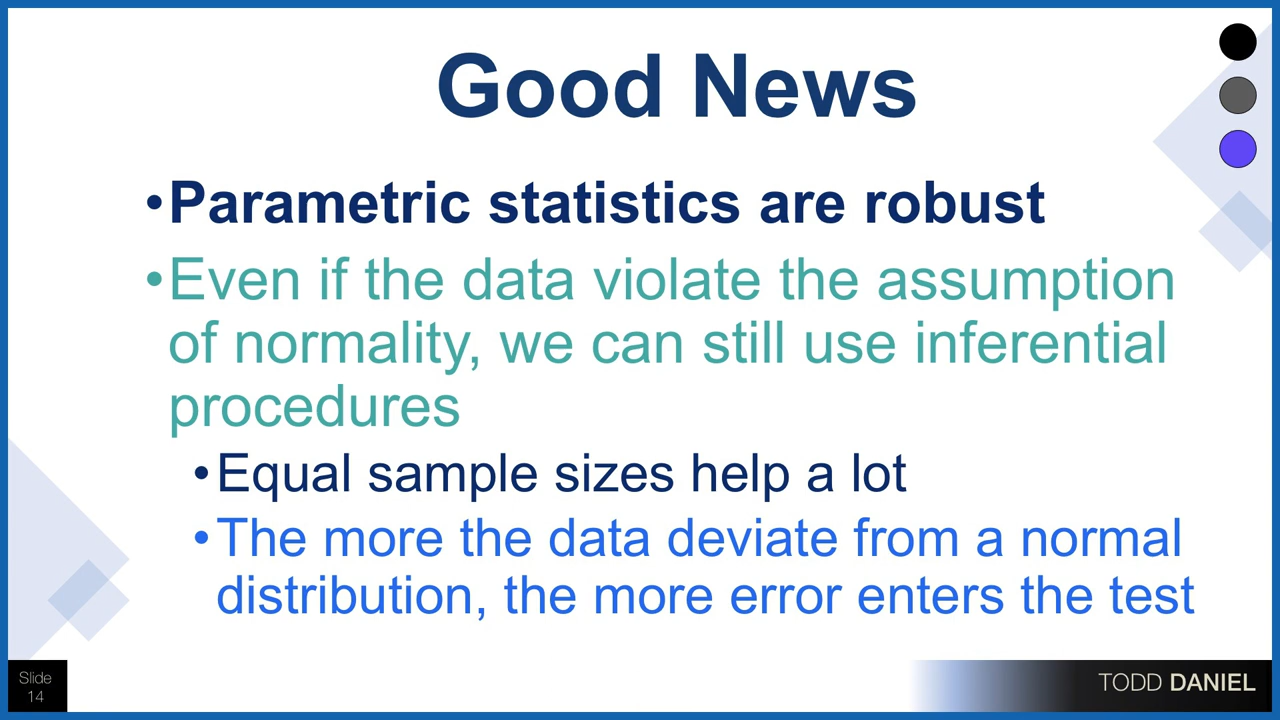 Good News
•Parametric statistics are robust
•Even if the data violate the assumption
of normality, we can still use inferential
procedures
•Equal sample sizes help a lot
•The more the data deviate from a normal
distribution, the more error enters the test
Slide
14
TODD DANIEL